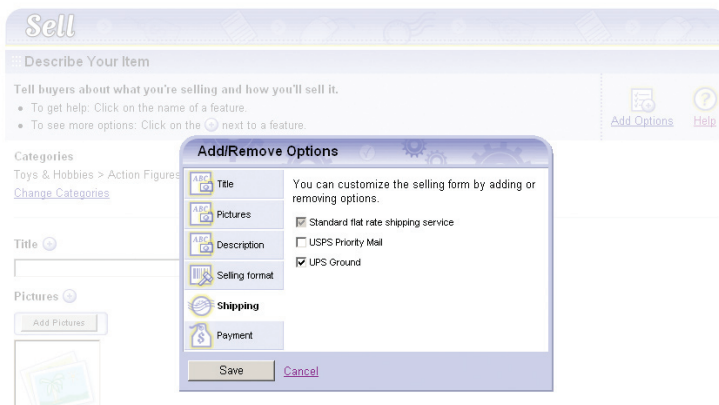 Sell
Describe Your Item
Tell buyers about what you're selling and how you'll sell it.
To get help: Click on the name of a feature.
To see more options: Click on the next to a feature.
Add Options
Help
Categories
Toys & Hobbies > Action Figures
Change Categories
Title
Pictures
Add Pictures
Add/Remove Options
Title
Pictures
Description
Selling format
Shipping
Payment
You can customize the selling form by adding or
removing options.
Standard flat rate shipping service
USPS Priority Mail
UPS Ground
Save
Cancel